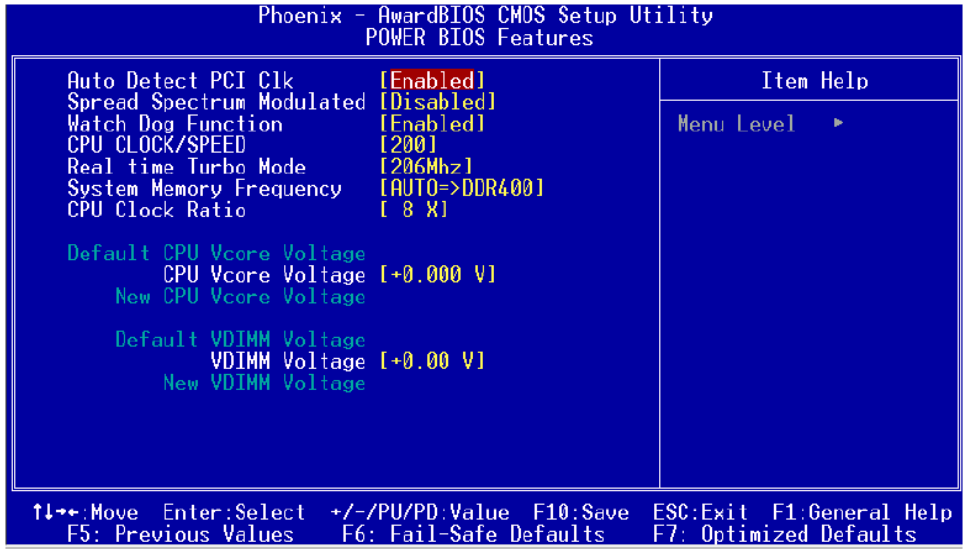 Phoenix - AwardBIOS CMOS Setup Utility
POWER BIOS Features
Auto Detect PCI Clk [Enabled]
Spread Spectrum Modulated [Disabled]
Watch Dog Function [Enabled]
CPU CLOCK/SPEED [200]
Real time Turbo Mode [206Mhz]
System Memory Frequency [AUTO=>DDR400]
CPU Clock Ratio [ 8 X]
Default CPU Vcore Voltage
CPU Vcore Voltage [+0.000 V]
New CPU Vcore Voltage
Default VDIMM Voltage
VDIMM Voltage [+0.00 V]
New VDIMM Voltage
Item Help
Menu Level ▶
↑↓→←:Move Enter:Select +/-/PU/PD:Value F10:Save ESC:Exit F1:General Help
F5: Previous Values F6: Fail-Safe Defaults F7: Optimized Defaults